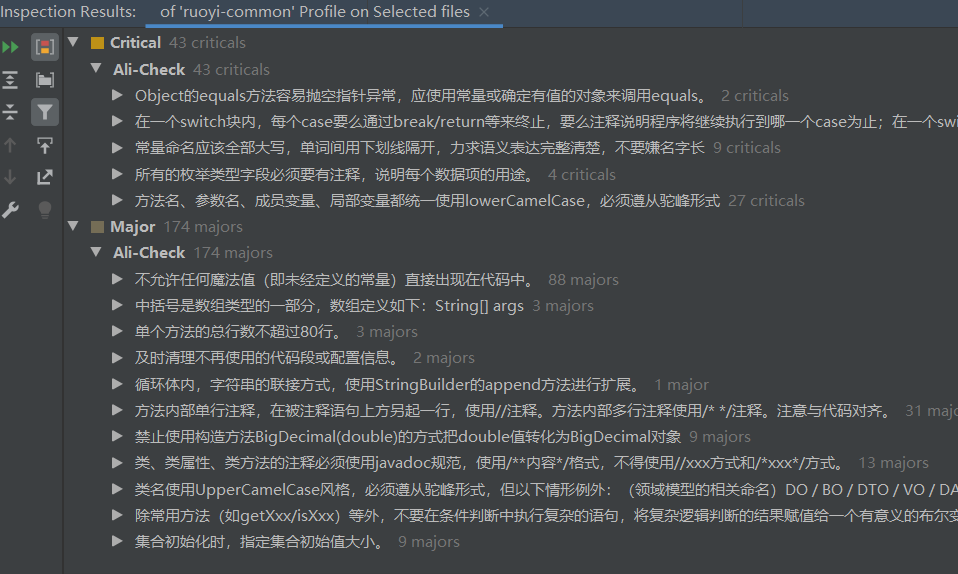 Inspection Results: of 'ruoyi-common' Profile on Selected files ×
Critical 43 criticals
Ali-Check 43 criticals
Object的equals方法容易抛空指针异常，应使用常量或确定有值的对象来调用equals。 2 criticals
在一个switch块内，每个case要么通过break/return等来终止，要么注释说明程序将继续执行到哪一个case为止；在一个swi
常量命名应该全部大写，单词间用下划线隔开，力求语义表达完整清楚，不要嫌名字长 9 criticals
所有的枚举类型字段必须要有注释，说明每个数据项的用途。 4 criticals
方法名、参数名、成员变量、局部变量都统一使用lowerCamelCase，必须遵从驼峰形式 27 criticals
Major 174 majors
Ali-Check 174 majors
不允许任何魔法值（即未经定义的常量）直接出现在代码中。 88 majors
中括号是数组类型的一部分，数组定义如下：String[] args 3 majors
单个方法的总行数不超过80行。 3 majors
及时清理不再使用的代码段或配置信息。 2 majors
循环体内，字符串的联接方式，使用StringBuilder的append方法进行扩展。 1 major
方法内部单行注释，在被注释语句上方另起一行，使用//注释。方法内部多行注释使用/* */注释。注意与代码对齐。 31 majo
禁止使用构造方法BigDecimal(double)的方式把double值转化为BigDecimal对象 9 majors
类、类属性、类方法的注释必须使用javadoc规范，使用/**内容*/格式，不得使用//xxx方式和/*xxx*/方式。 13 majors
类名使用UpperCamelCase风格，必须遵从驼峰形式，但以下情形例外：（领域模型的相关命名）DO / BO / DTO / VO / DA
除常用方法（如getXxx/isXxx）等外，不要在条件判断中执行复杂的语句，将复杂逻辑判断的结果赋值给一个有意义的布尔变
集合初始化时，指定集合初始值大小。 9 majors